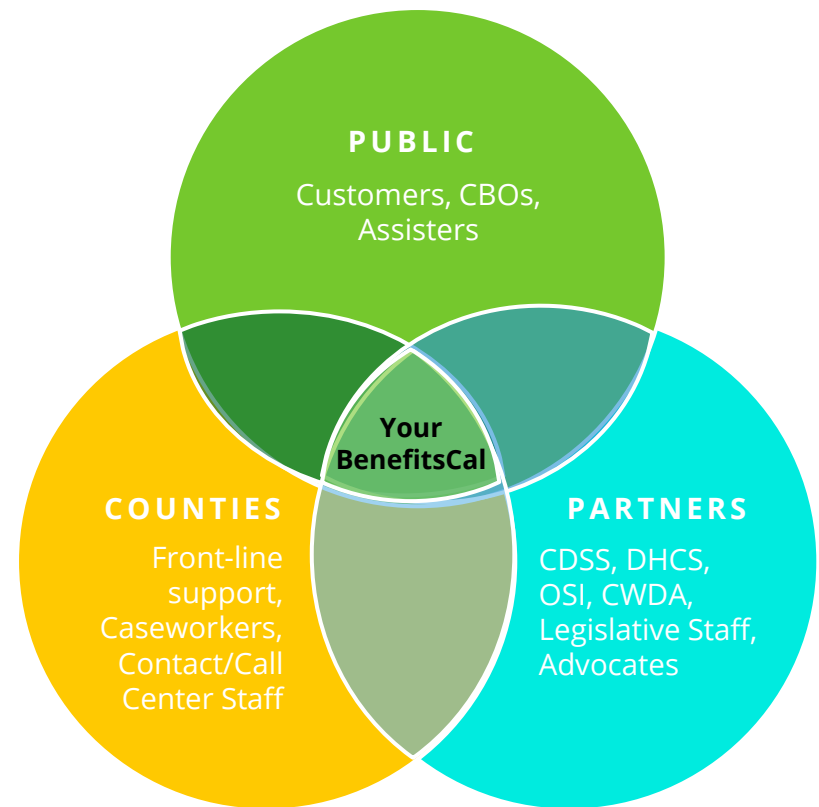 PUBLIC
Customers, CBOs,
Assisters
Your
BenefitsCal
COUNTIES
Front-line
support,
Caseworkers,
Contact/Call
Center Staff
PARTNERS
CDSS, DHCS,
OSI, CWDA,
Legislative Staff,
Advocates